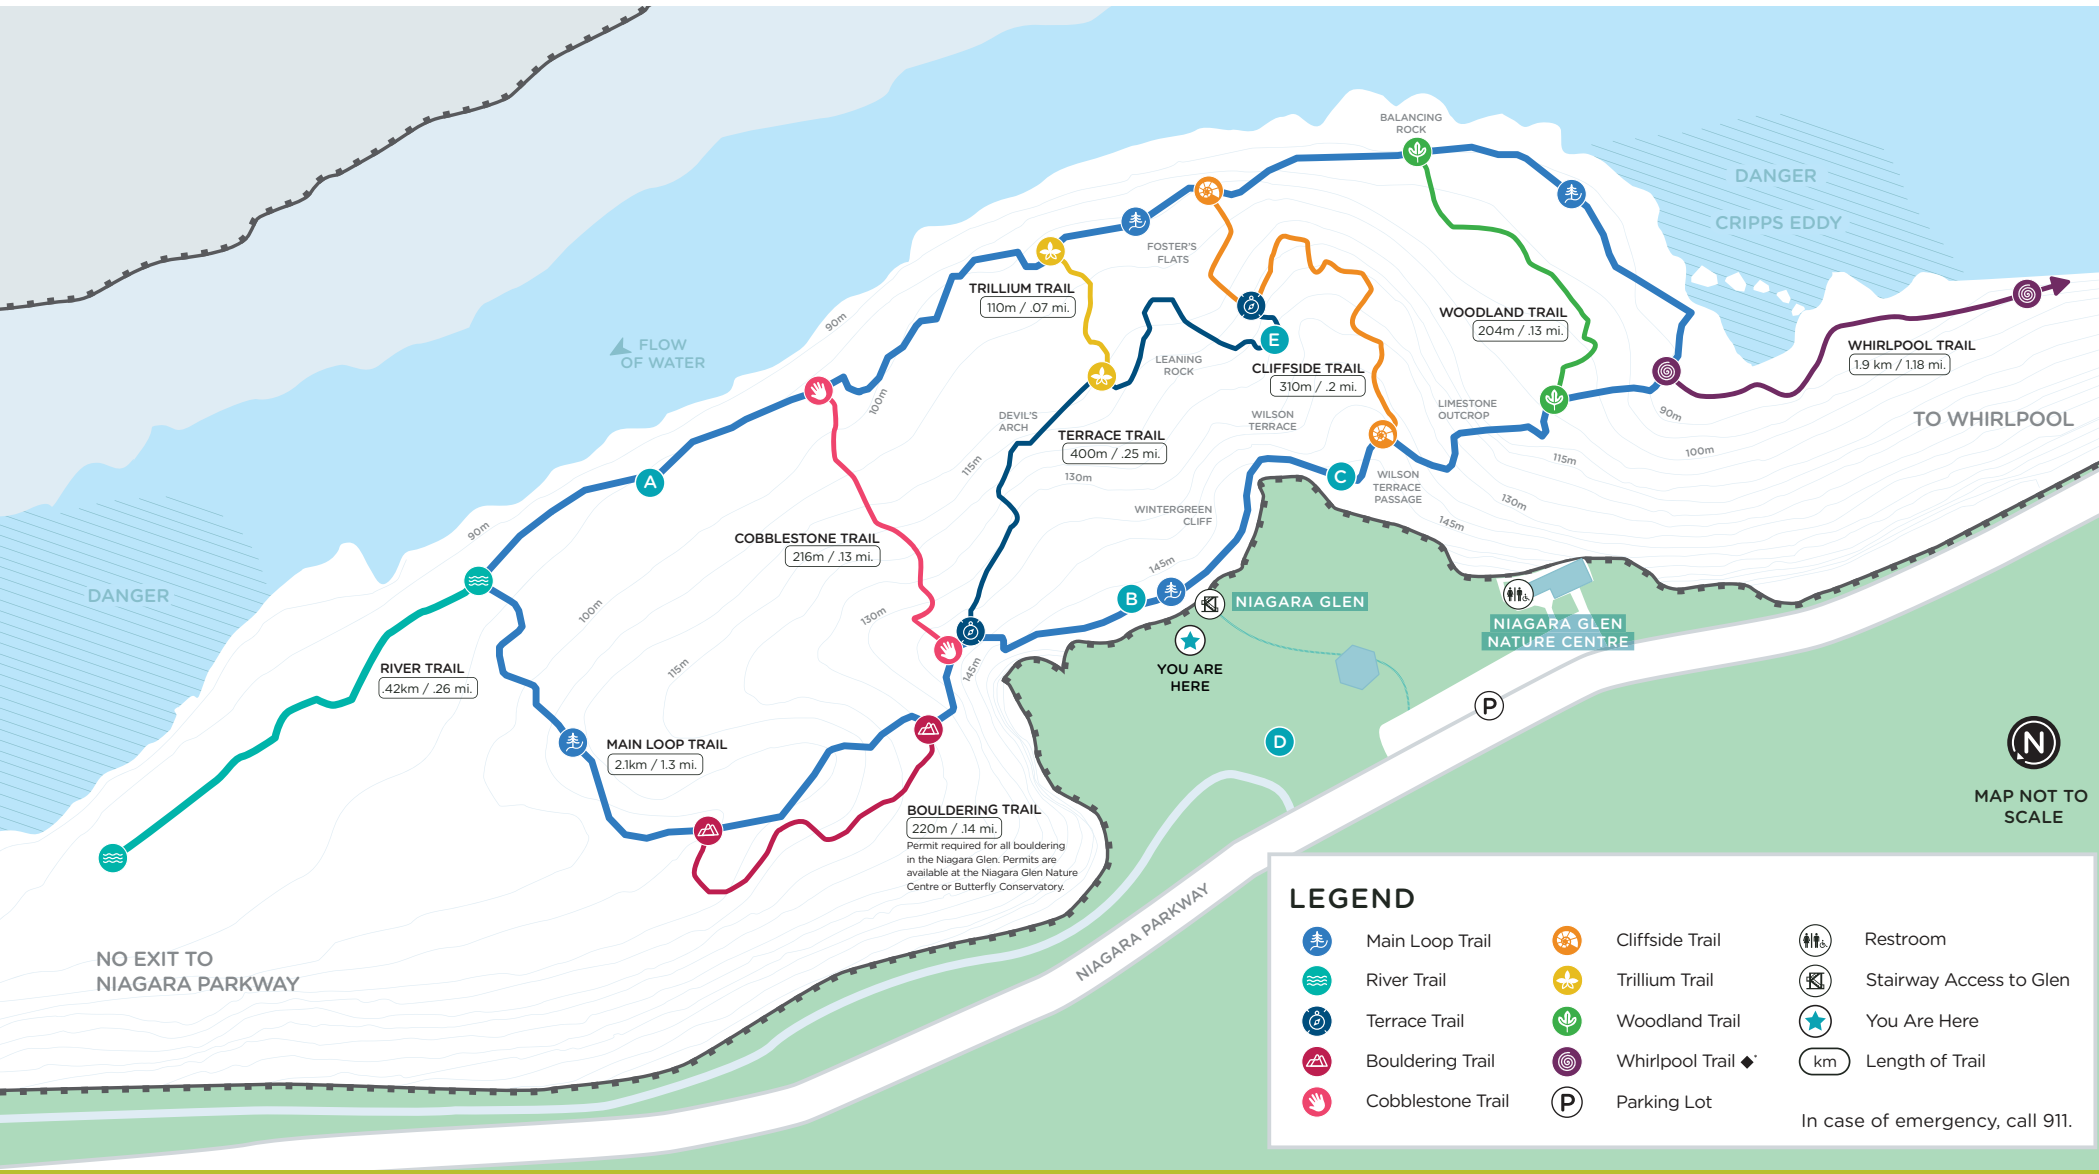 BALANCING
ROCK
DANGER
CRIPPS EDDY
FOSTER'S
FLATS
TRILLIUM TRAIL
110m / .07 mi.
90m
FLOW
OF WATER
100m
LEANING
ROCK
E
CLIFFSIDE TRAIL
310m / .2 mi.
WOODLAND TRAIL
204m / .13 mi.
WHIRLPOOL TRAIL
1.9 km / 1.18 mi.
TO WHIRLPOOL
DEVIL'S
ARCH
WILSON
TERRACE
LIMESTONE
OUTCROP
90m
100m
115m
TERRACE TRAIL
400m / .25 mi.
115m
130m
A
C
WILSON
TERRACE
PASSAGE
130m
145m
WINTERGREEN
CLIFF
90m
COBBLESTONE TRAIL
216m / .13 mi.
145m
DANGER
100m
130m
B
NIAGARA GLEN
NIAGARA GLEN
NATURE CENTRE
YOU ARE
HERE
RIVER TRAIL
.42km / .26 mi.
115m
145m
P
MAIN LOOP TRAIL
2.1km / 1.3 mi.
D
N
MAP NOT TO
SCALE
BOULDERING TRAIL
220m / .14 mi.
Permit required for all bouldering
in the Niagara Glen. Permits are
available at the Niagara Glen Nature
Centre or Butterfly Conservatory.
NIAGARA PARKWAY
NO EXIT TO
NIAGARA PARKWAY
LEGEND
Main Loop Trail
River Trail
Terrace Trail
Bouldering Trail
Cobblestone Trail
Cliffside Trail
Trillium Trail
Woodland Trail
Whirlpool Trail ◆*
P Parking Lot
Restroom
Stairway Access to Glen
You Are Here
km Length of Trail
In case of emergency, call 911.